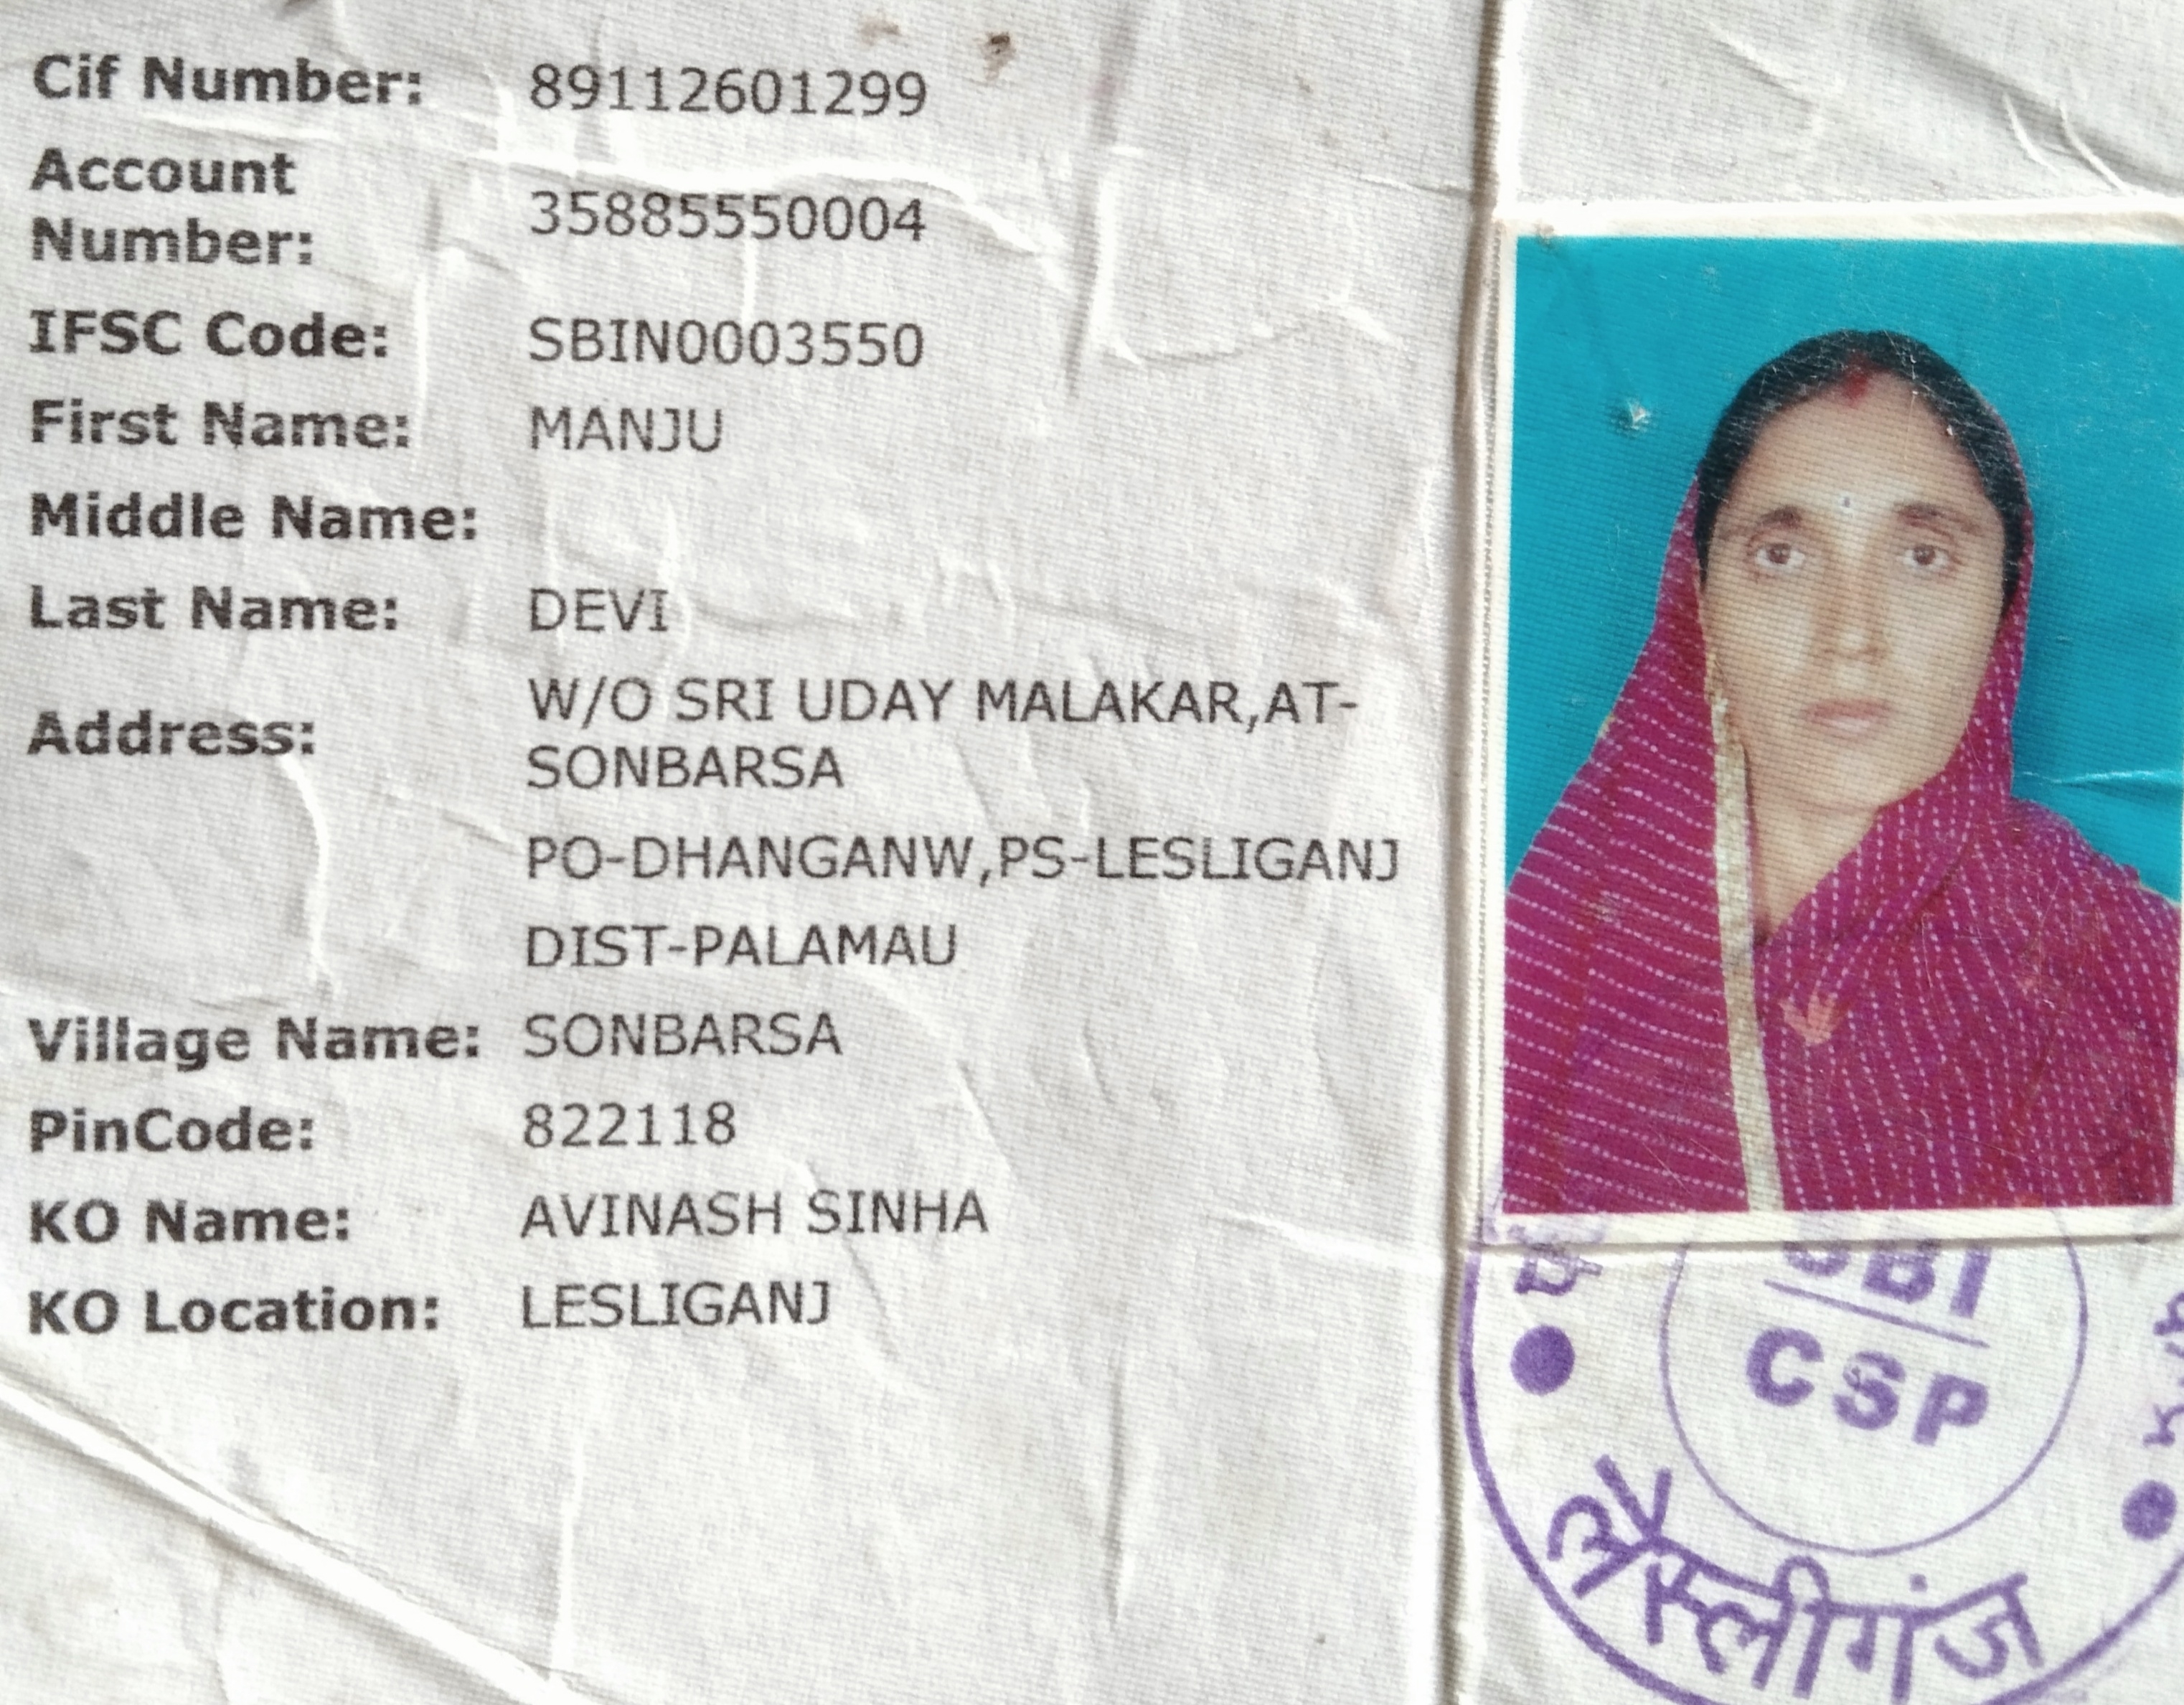 Cif Number: 89112601299
Account Number: 35885550004
IFSC Code: SBIN0003550
First Name: MANJU
Middle Name:
Last Name: DEVI
Address: W/O SRI UDAY MALAKAR,AT-
SONBARSA
PO-DHANGANW,PS-LESLIGANJ
DIST-PALAMAU
Village Name: SONBARSA
PinCode: 822118
KO Name: AVINASH SINHA
KO Location: LESLIGANJ
SBI
CSP